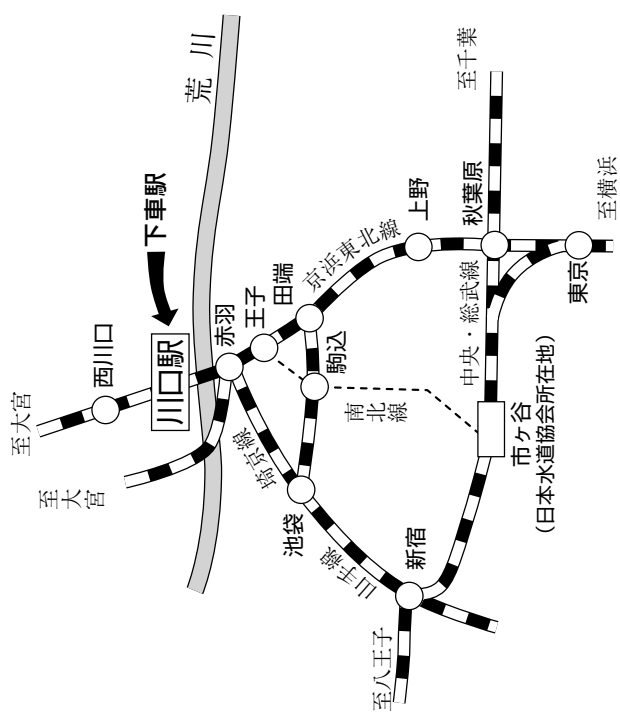 荒川
至千葉
下車駅
至大宮
西川口
川口駅
赤羽
王子
田端
京浜東北線
上野
秋葉原
至横浜
至大宮
駒込
南北線
中央・総武線
東京
埼京線
池袋
市ヶ谷
(日本水道協会所在地)
山手線
新宿
至八王子